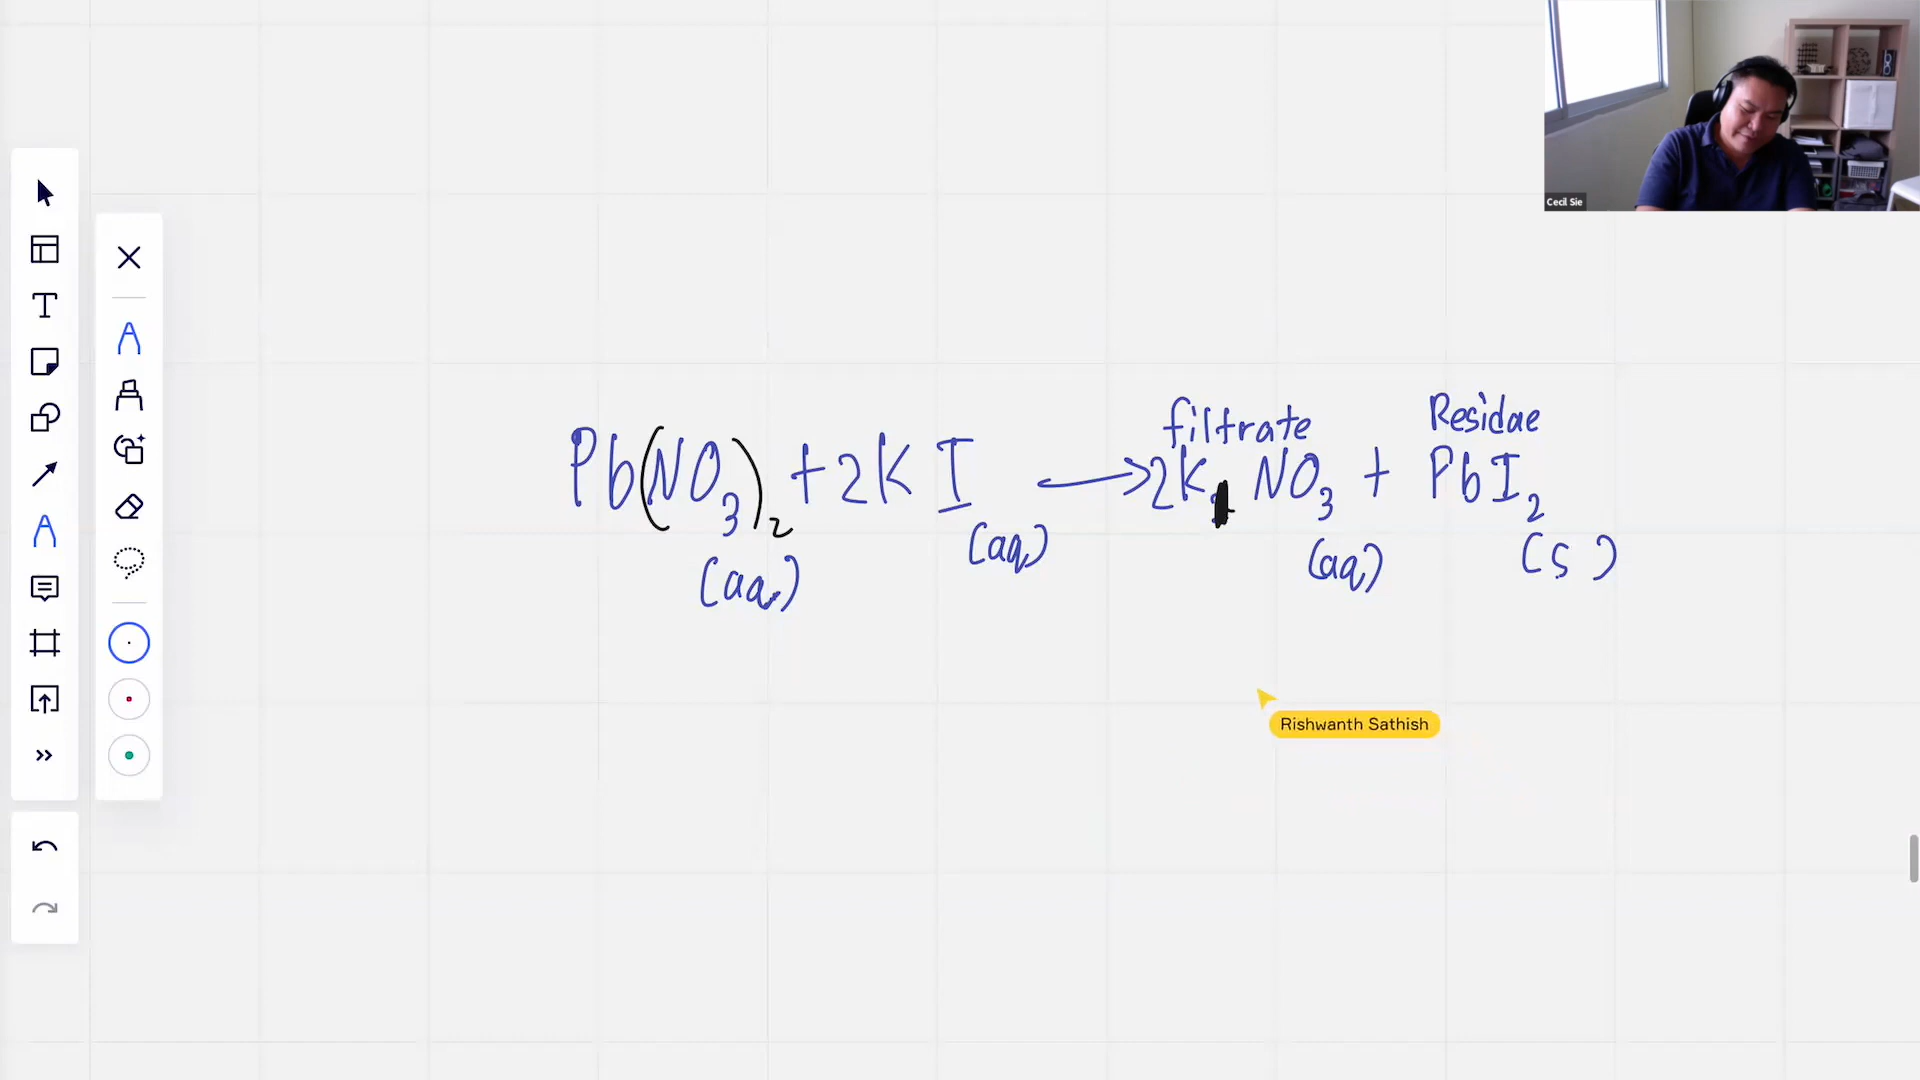 Cecil Sie
filtrate Residae
Pb(NO3)2 + 2KI → 2K NO3 + PbI2
(aq) (aq) (aq) (s)
Rishwanth Sathish